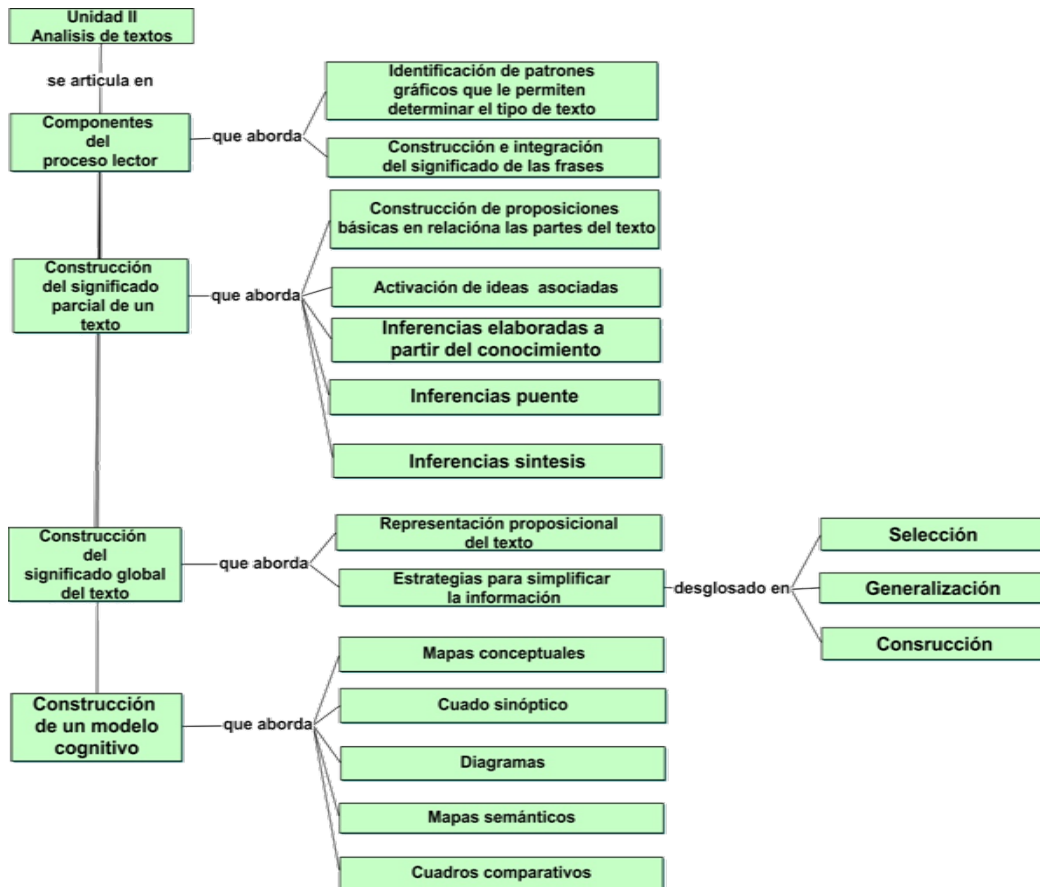 Unidad II
Analisis de textos
se articula en
Componentes
del
proceso lector
que aborda
Identificación de patrones
gráficos que le permiten
determinar el tipo de texto
Construcción e integración
del significado de las frases
Construcción
del significado
parcial de un
texto
que aborda
Construcción de proposiciones
básicas en relacióna las partes del texto
Activación de ideas asociadas
Inferencias elaboradas a
partir del conocimiento
Inferencias puente
Inferencias sintesis
Construcción
del
significado global
del texto
que aborda
Representación proposicional
del texto
Estrategias para simplificar
la información
desglosado en
Selección
Generalización
Consrucción
Construcción
de un modelo
cognitivo
que aborda
Mapas conceptuales
Cuado sinóptico
Diagramas
Mapas semánticos
Cuadros comparativos